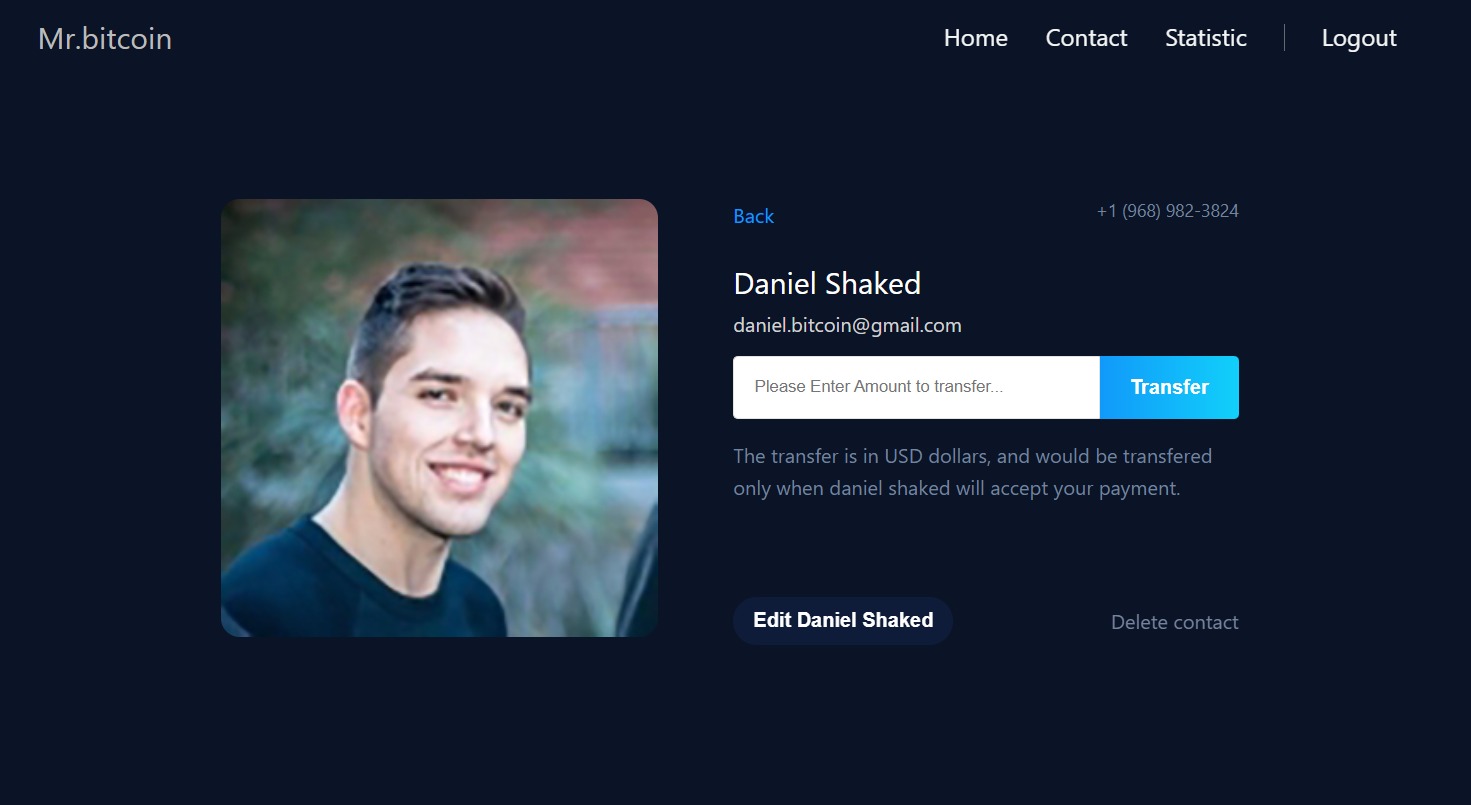 Mr.bitcoin
Home
Contact
Statistic
Logout
Back
+1 (968) 982-3824
Daniel Shaked
daniel.bitcoin@gmail.com
Please Enter Amount to transfer...
Transfer
The transfer is in USD dollars, and would be transfered
only when daniel shaked will accept your payment.
Edit Daniel Shaked
Delete contact